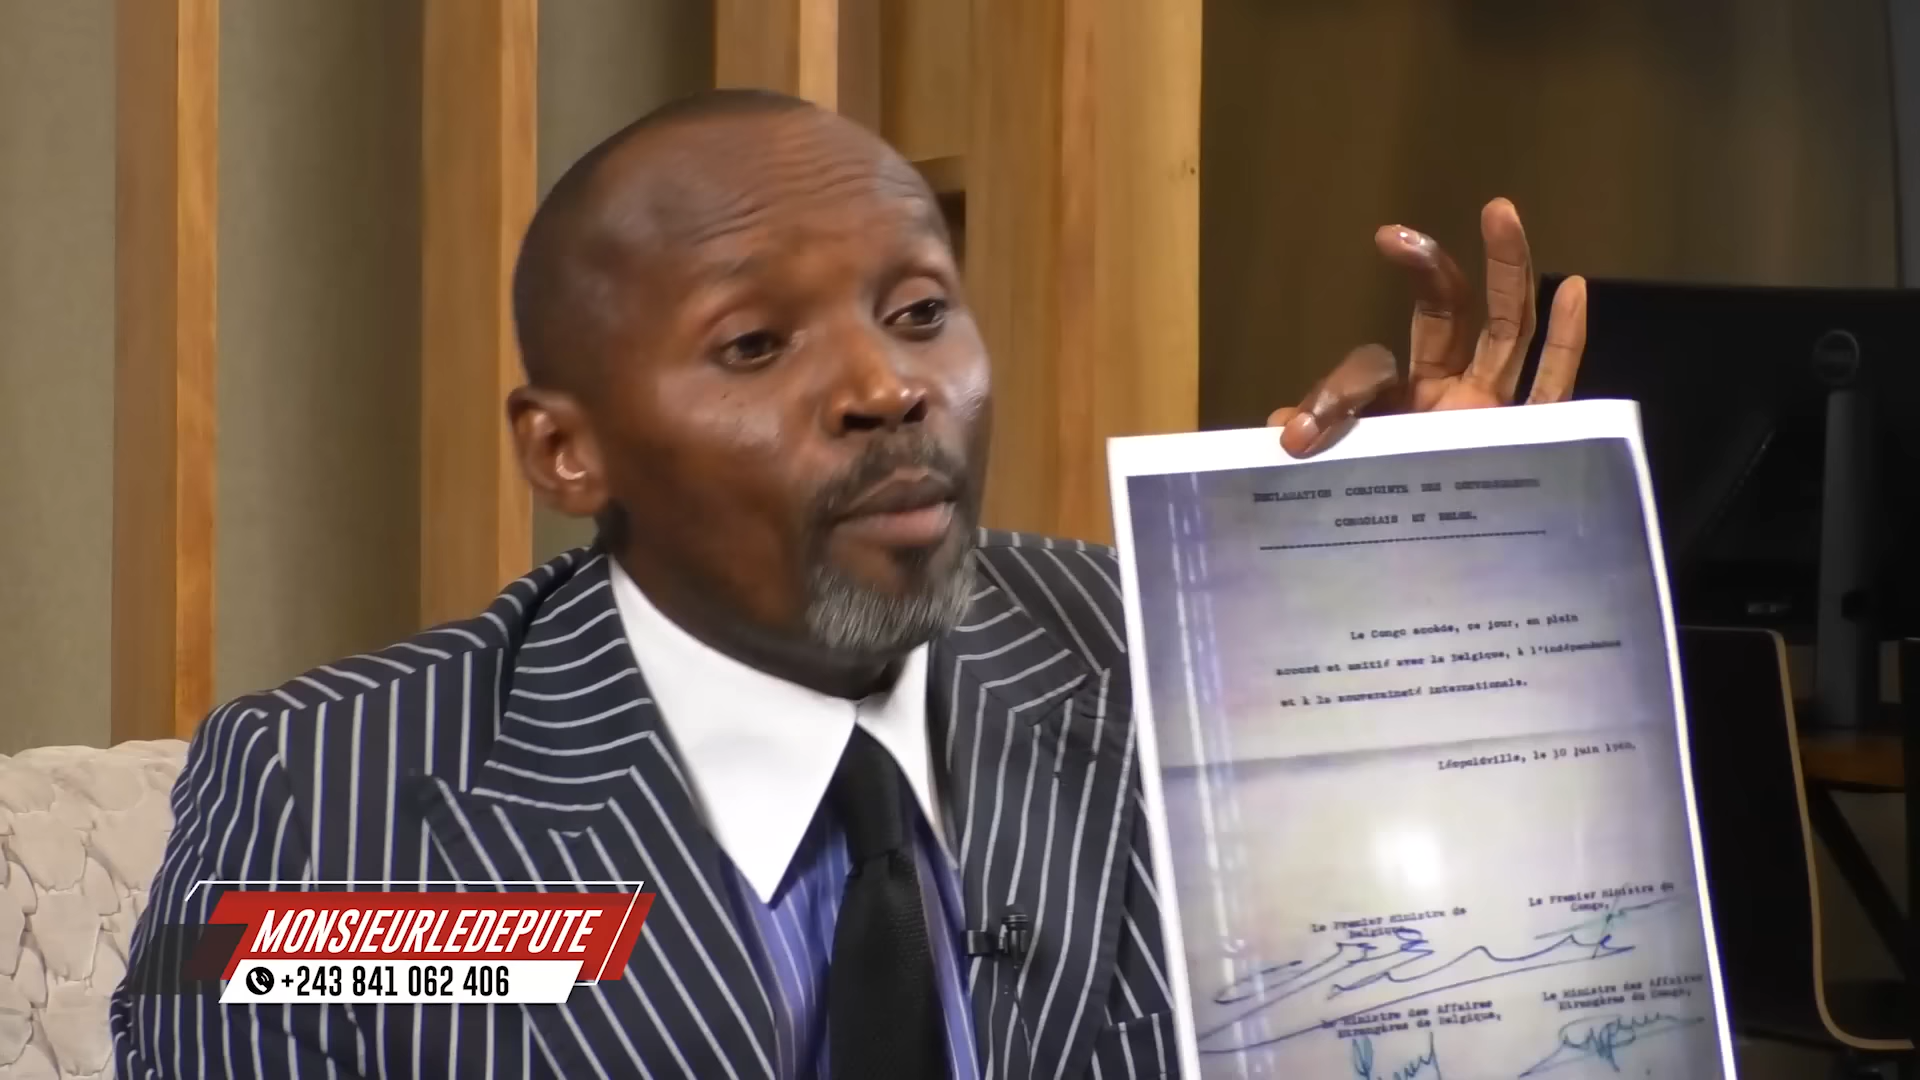 DECLARATION CONJOINTE DES GOUVERNEMENTS
CONGOLAIS ET BELGE.
Le Congo accède, ce jour, en plein
accord et amitié avec la Belgique, à l'indépendance
et à la souveraineté internationale.
Léopoldville, le 30 juin 1960.
Le Premier Ministre de
Belgique
Le Premier Ministre du
Congo,
Le Ministre des Affaires
Etrangères de Belgique,
Le Ministre des Affaires
Etrangères du Congo,
MONSIEURLEDEPUTE
+243 841 062 406